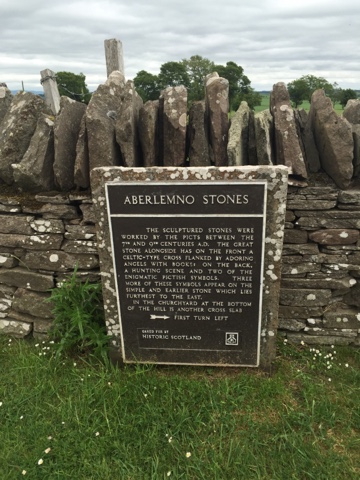 ABERLEMNO STONES
THE SCULPTURED STONES WERE
WORKED BY THE PICTS BETWEEN THE
7TH AND 9TH CENTURIES A.D. THE GREAT
STONE ALONGSIDE HAS ON THE FRONT A
CELTIC-TYPE CROSS FLANKED BY ADORING
ANGELS WITH BOOKS: ON THE BACK,
A HUNTING SCENE AND TWO OF THE
ENIGMATIC PICTISH SYMBOLS. THREE
MORE OF THESE SYMBOLS APPEAR ON THE
SIMPLE AND EARLIER STONE WHICH LIES
FURTHEST TO THE EAST.
IN THE CHURCHYARD AT THE BOTTOM
OF THE HILL IS ANOTHER CROSS SLAB
FIRST TURN LEFT
CARED FOR BY
HISTORIC SCOTLAND